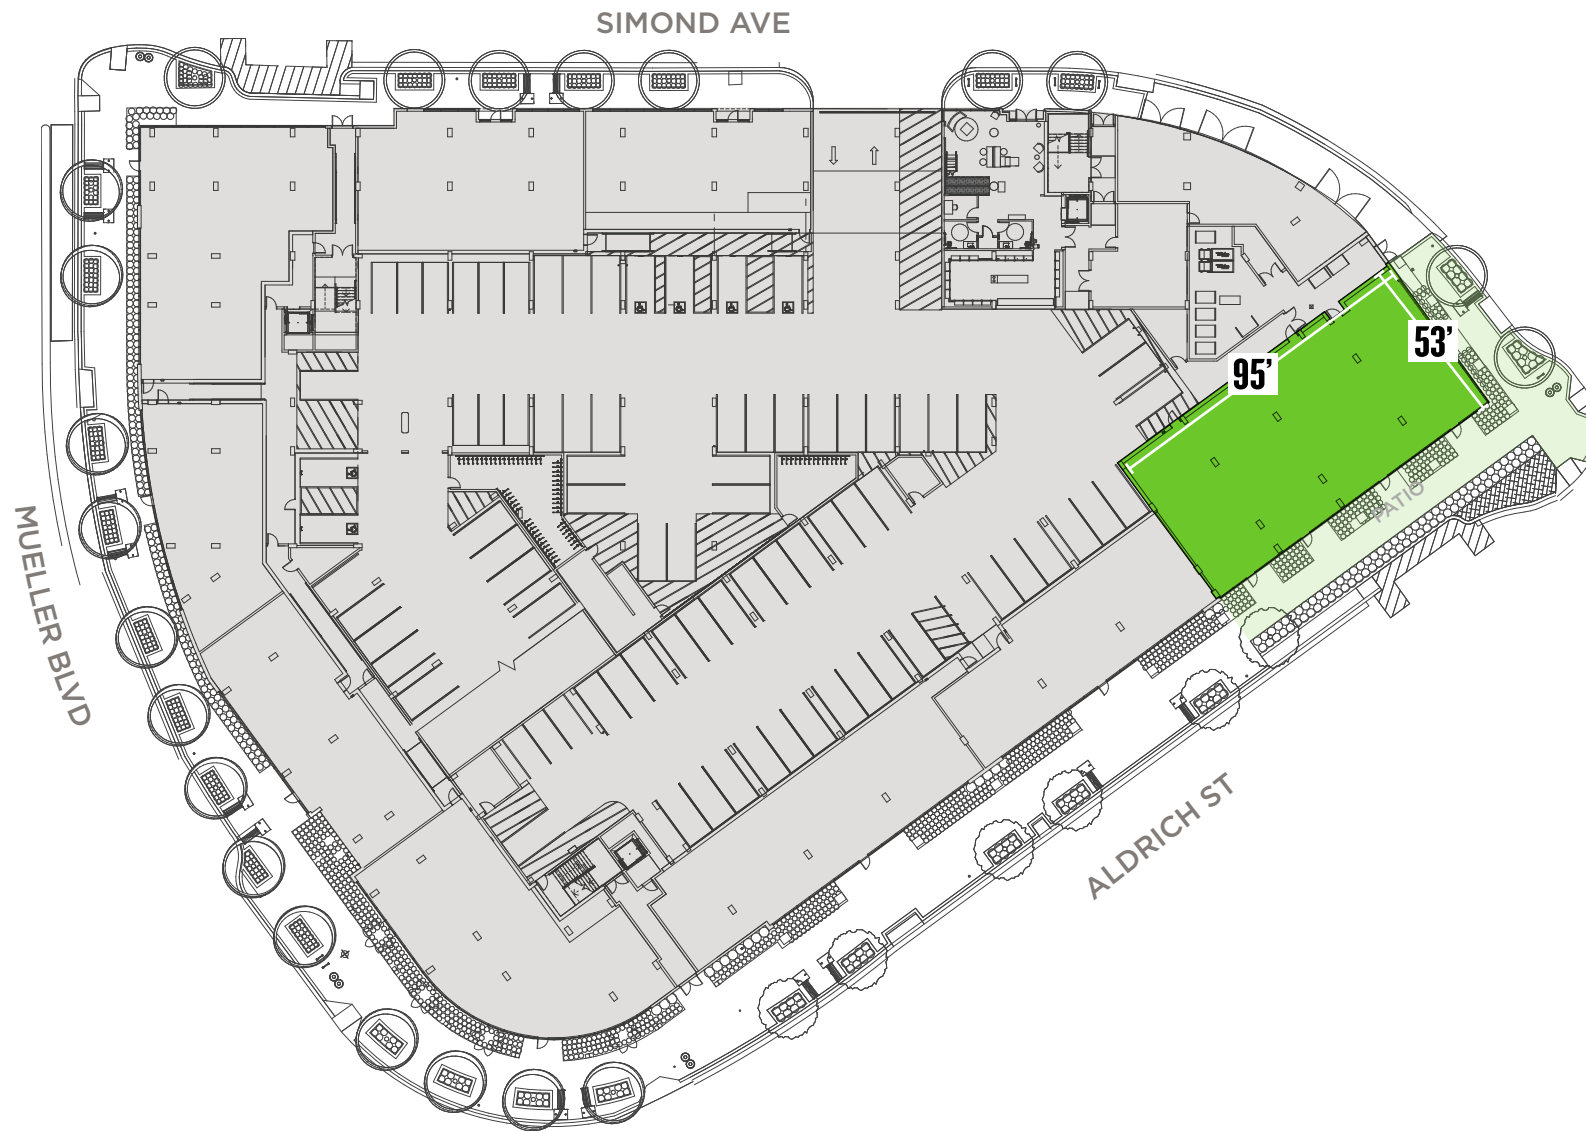 SIMOND AVE
53’
95’
PATIO
MUELLER BLVD
ALDRICH ST